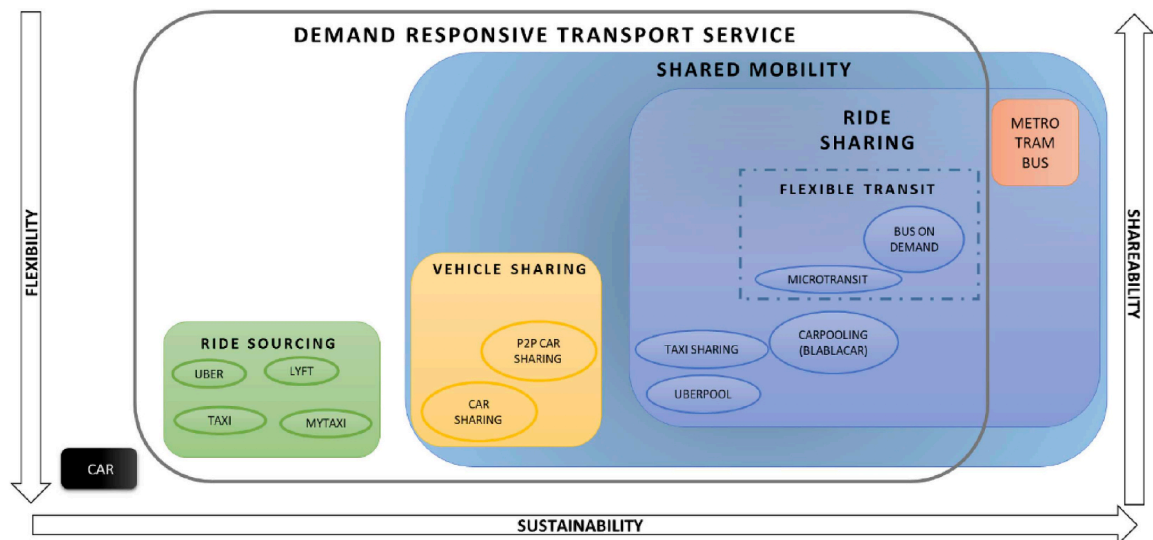 DEMAND RESPONSIVE TRANSPORT SERVICE
SHARED MOBILITY
RIDE
SHARING
METRO
TRAM
BUS
FLEXIBLE TRANSIT
BUS ON
DEMAND
MICROTRANSIT
VEHICLE SHARING
P2P CAR
SHARING
CAR
SHARING
TAXI SHARING
CARPOOLING
(BLABLACAR)
UBERPOOL
RIDE SOURCING
UBER
LYFT
TAXI
MYTAXI
CAR
FLEXIBILITY
SHAREABILITY
SUSTAINABILITY